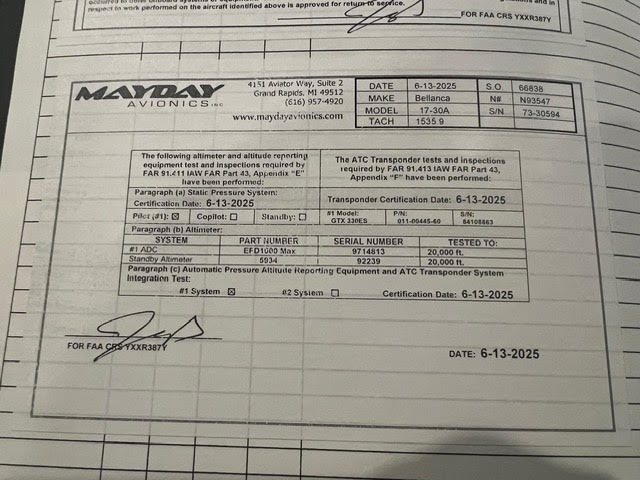 respect to work performed on the aircraft identified above is approved for return to service.
FOR FAA CRS YXXR387Y
MAYDAY
AVIONICS INC
4151 Aviator Way, Suite 2
Grand Rapids, MI 49512
(616) 957-4920
www.maydayavionics.com
DATE 6-13-2025 S.O. 66838
MAKE Bellanca N# N93547
MODEL 17-30A S/N 73-30594
TACH 1535.9
The following altimeter and altitude reporting
equipment test and inspections required by
FAR 91.411 IAW FAR Part 43, Appendix "E"
have been performed:
The ATC Transponder tests and inspections
required by FAR 91.413 IAW FAR Part 43,
Appendix "F" have been performed:
Paragraph (a) Static Pressure System:
Certification Date: 6-13-2025
Transponder Certification Date: 6-13-2025
Pilot (#1): ☒ Copilot: ☐ Standby: ☐
#1 Model: GTX 330ES
P/N: 011-00445-60
S/N: 84108863
Paragraph (b) Altimeter:
SYSTEM PART NUMBER SERIAL NUMBER TESTED TO:
#1 ADC EFD1000 Max 9714813 20,000 ft.
Standby Altimeter 5934 92239 20,000 ft.
Paragraph (c) Automatic Pressure Altitude Reporting Equipment and ATC Transponder System
Integration Test:
#1 System ☒ #2 System ☐ Certification Date: 6-13-2025
FOR FAA CRS YXXR387Y
DATE: 6-13-2025